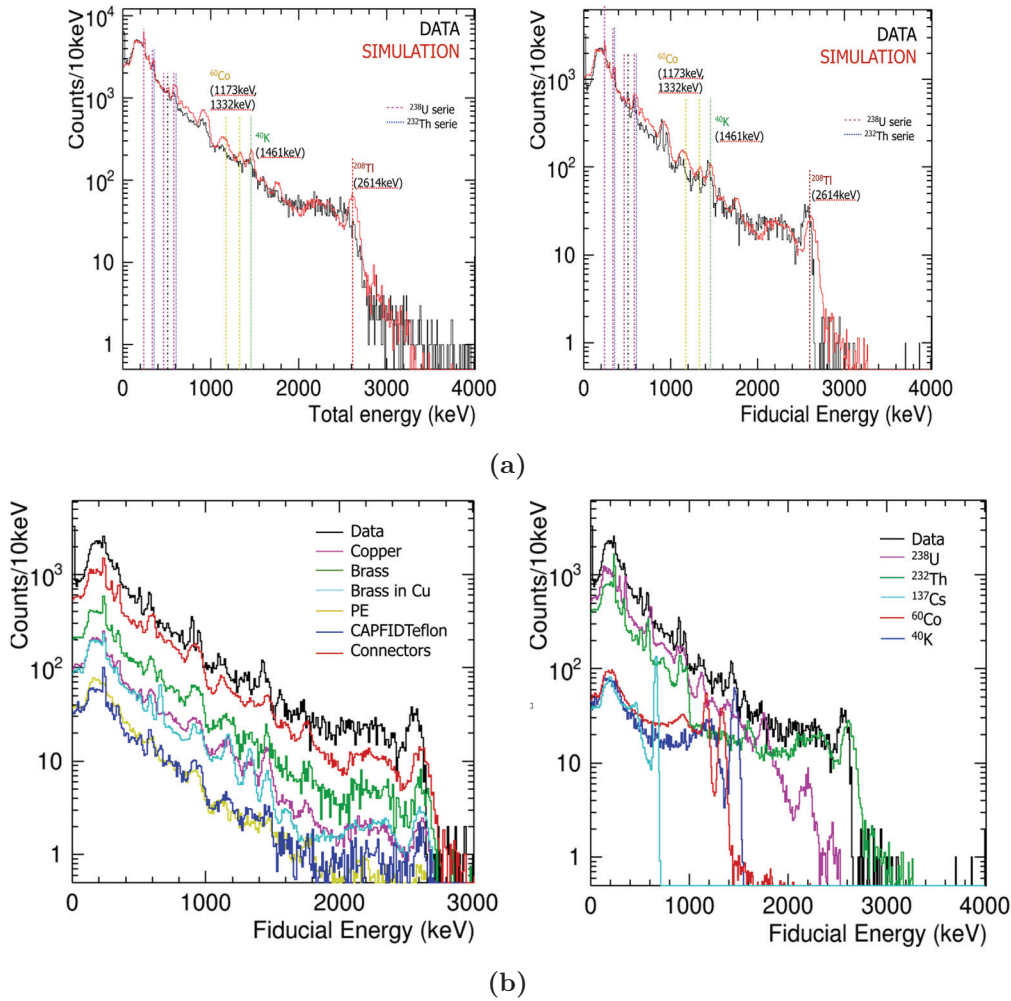 Counts/10keV
10⁴
10³
10²
10
1
DATA
SIMULATION
⁶⁰Co
(1173keV,
1332keV)
²³⁸U serie
²³²Th serie
⁴⁰K
(1461keV)
²⁰⁸Tl
(2614keV)
0 1000 2000 3000 4000
Total energy (keV)
Counts/10keV
10³
10²
10
1
DATA
SIMULATION
⁶⁰Co
(1173keV,
1332keV)
²³⁸U serie
²³²Th serie
⁴⁰K
(1461keV)
²⁰⁸Tl
(2614keV)
0 1000 2000 3000 4000
Fiducial Energy (keV)
(a)
Counts/10keV
10³
10²
10
1
Data
Copper
Brass
Brass in Cu
PE
CAPFIDTeflon
Connectors
0 1000 2000 3000
Fiducial Energy (keV)
Counts/10keV
10³
10²
10
1
Data
²³⁸U
²³²Th
¹³⁷Cs
⁶⁰Co
⁴⁰K
0 1000 2000 3000 4000
Fiducial Energy (keV)
(b)